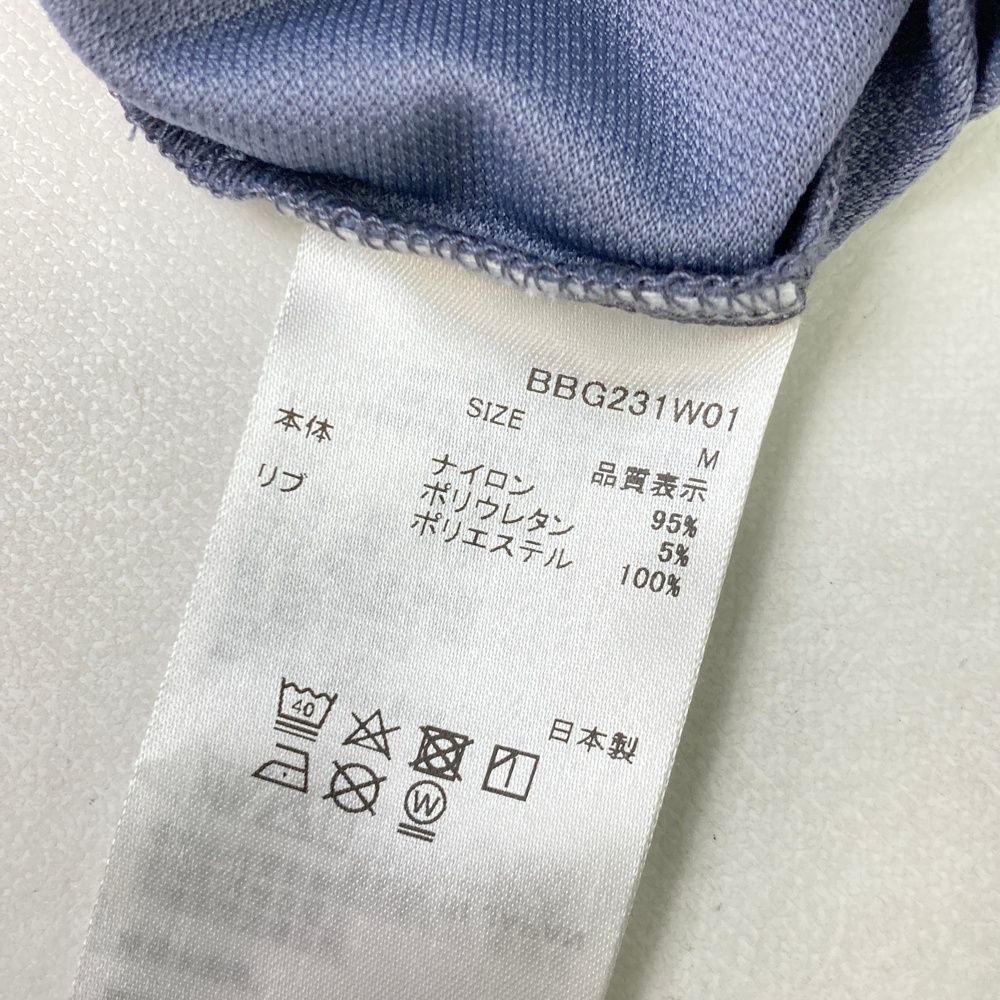 BBG231W01
SIZE M
品質表示
本体 ナイロン 95%
ポリウレタン 5%
リブ ポリエステル 100%
日本製
40
W